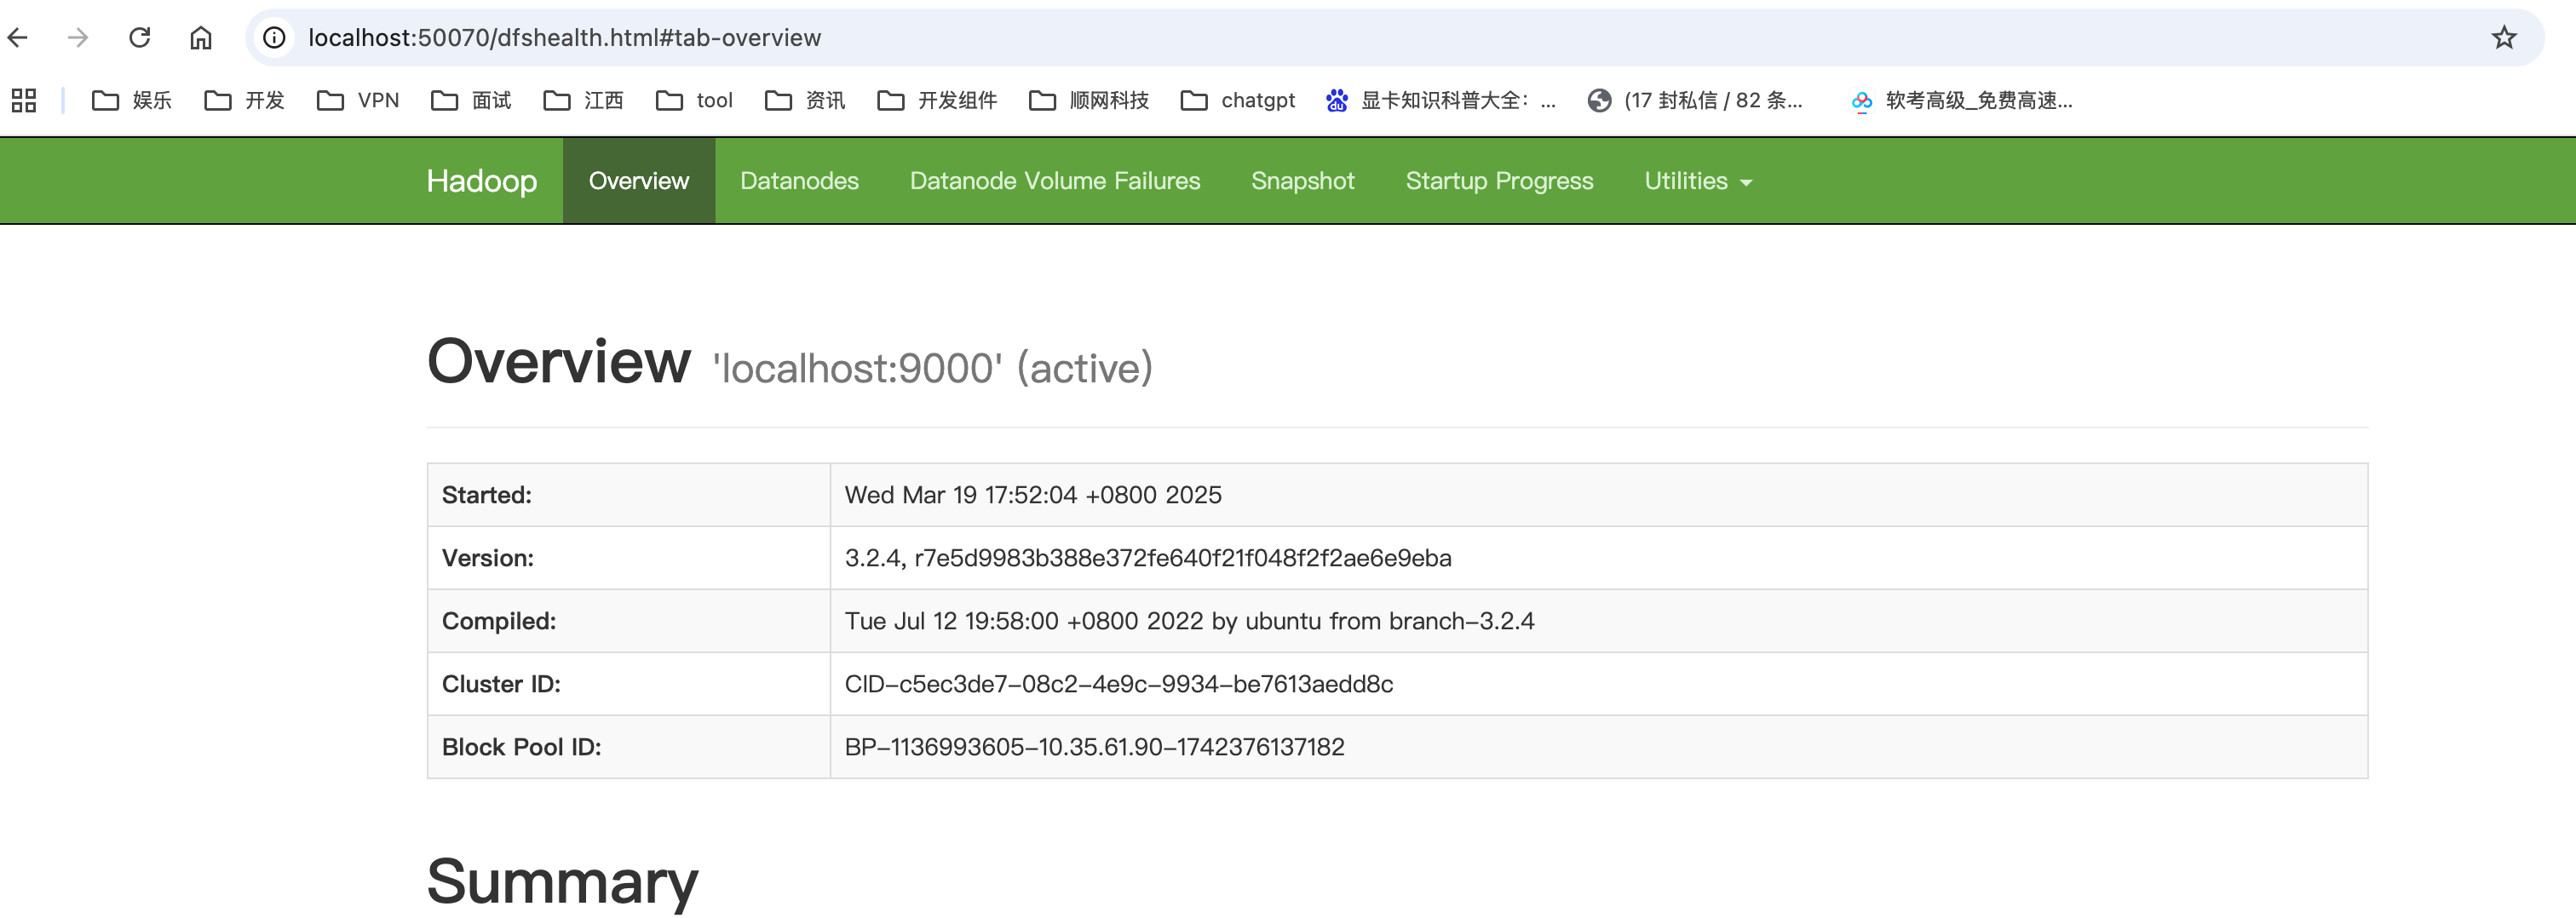 localhost:50070/dfshealth.html#tab-overview
娱乐 开发 VPN 面试 江西 tool 资讯 开发组件 顺网科技 chatgpt 显卡知识科普大全：... (17 封私信 / 82 条... 软考高级_免费高速...
Hadoop Overview Datanodes Datanode Volume Failures Snapshot Startup Progress Utilities
Overview 'localhost:9000' (active)
Started: Wed Mar 19 17:52:04 +0800 2025
Version: 3.2.4, r7e5d9983b388e372fe640f21f048f2f2ae6e9eba
Compiled: Tue Jul 12 19:58:00 +0800 2022 by ubuntu from branch-3.2.4
Cluster ID: CID-c5ec3de7-08c2-4e9c-9934-be7613aedd8c
Block Pool ID: BP-1136993605-10.35.61.90-1742376137182
Summary